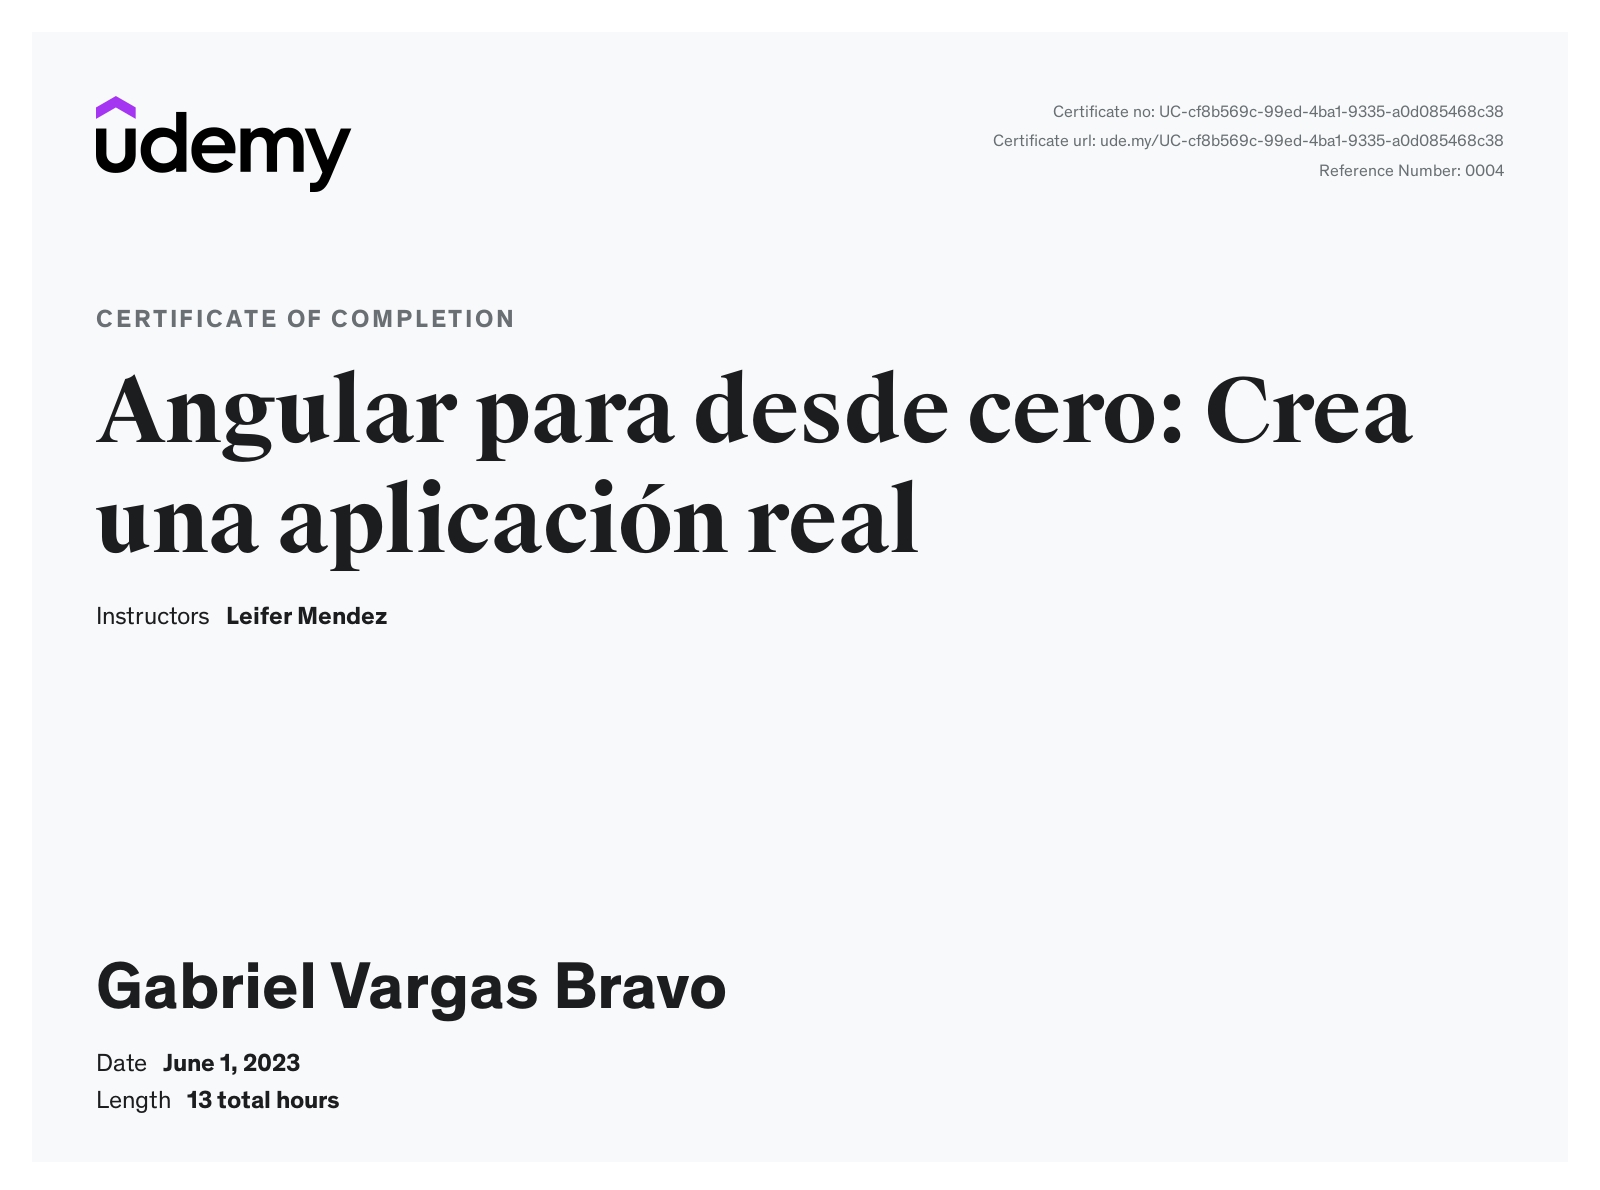 udemy
Certificate no: UC-cf8b569c-99ed-4ba1-9335-a0d085468c38
Certificate url: ude.my/UC-cf8b569c-99ed-4ba1-9335-a0d085468c38
Reference Number: 0004
CERTIFICATE OF COMPLETION
Angular para desde cero: Crea
una aplicación real
Instructors Leifer Mendez
Gabriel Vargas Bravo
Date June 1, 2023
Length 13 total hours